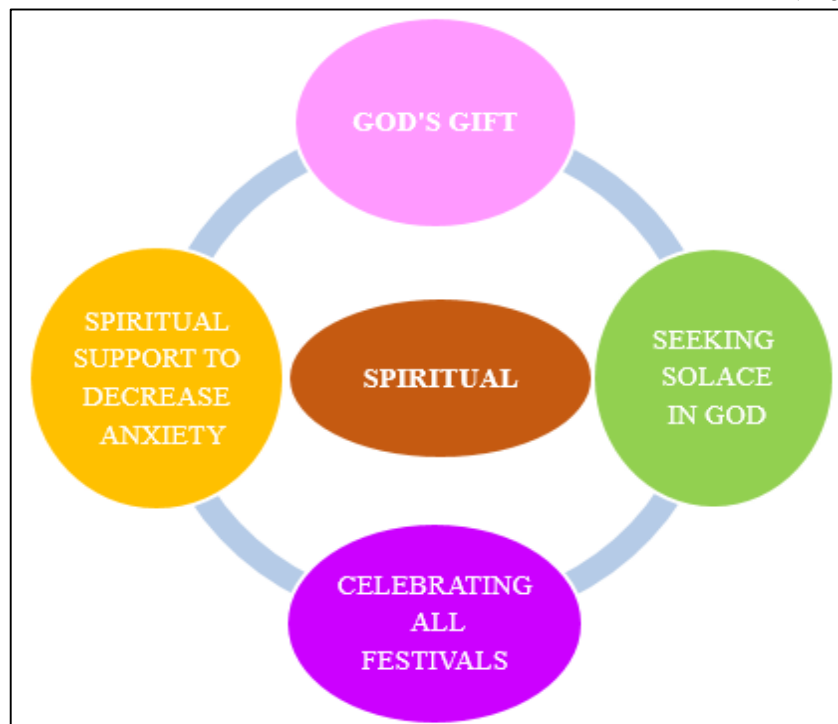 GOD'S GIFT
SPIRITUAL
SUPPORT TO
DECREASE
ANXIETY
SPIRITUAL
SEEKING
SOLACE
IN GOD
CELEBRATING
ALL
FESTIVALS